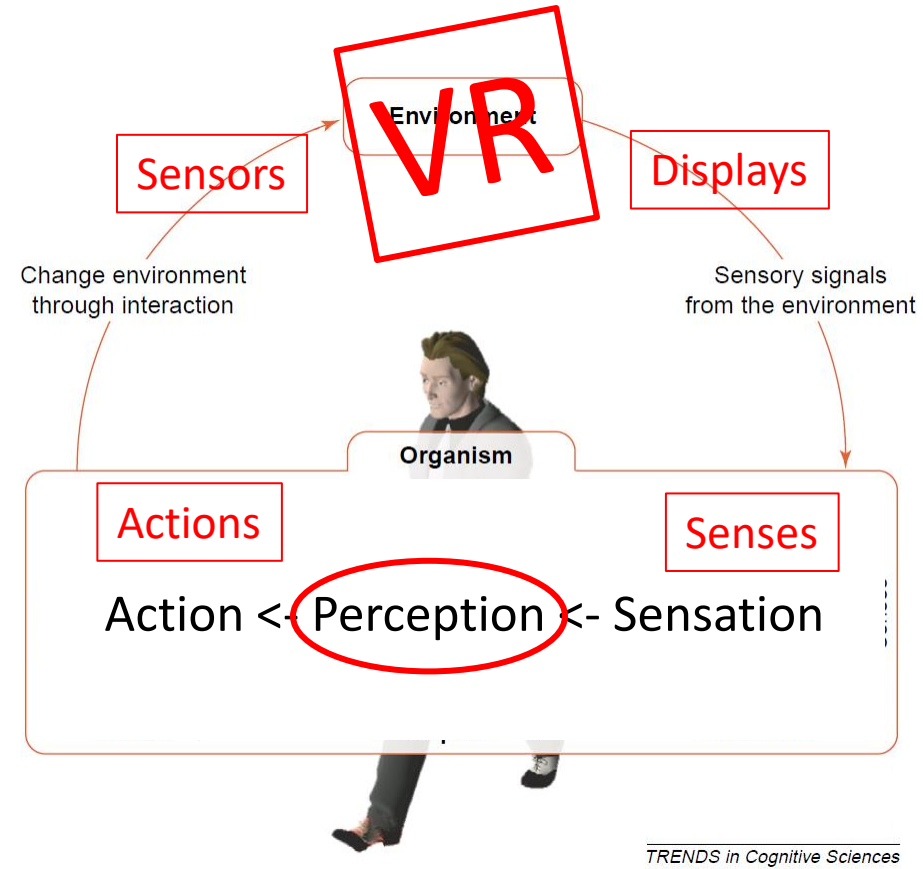 VR
Environment
Sensors
Displays
Change environment
through interaction
Sensory signals
from the environment
Organism
Actions
Senses
Action <- Perception <- Sensation
TRENDS in Cognitive Sciences